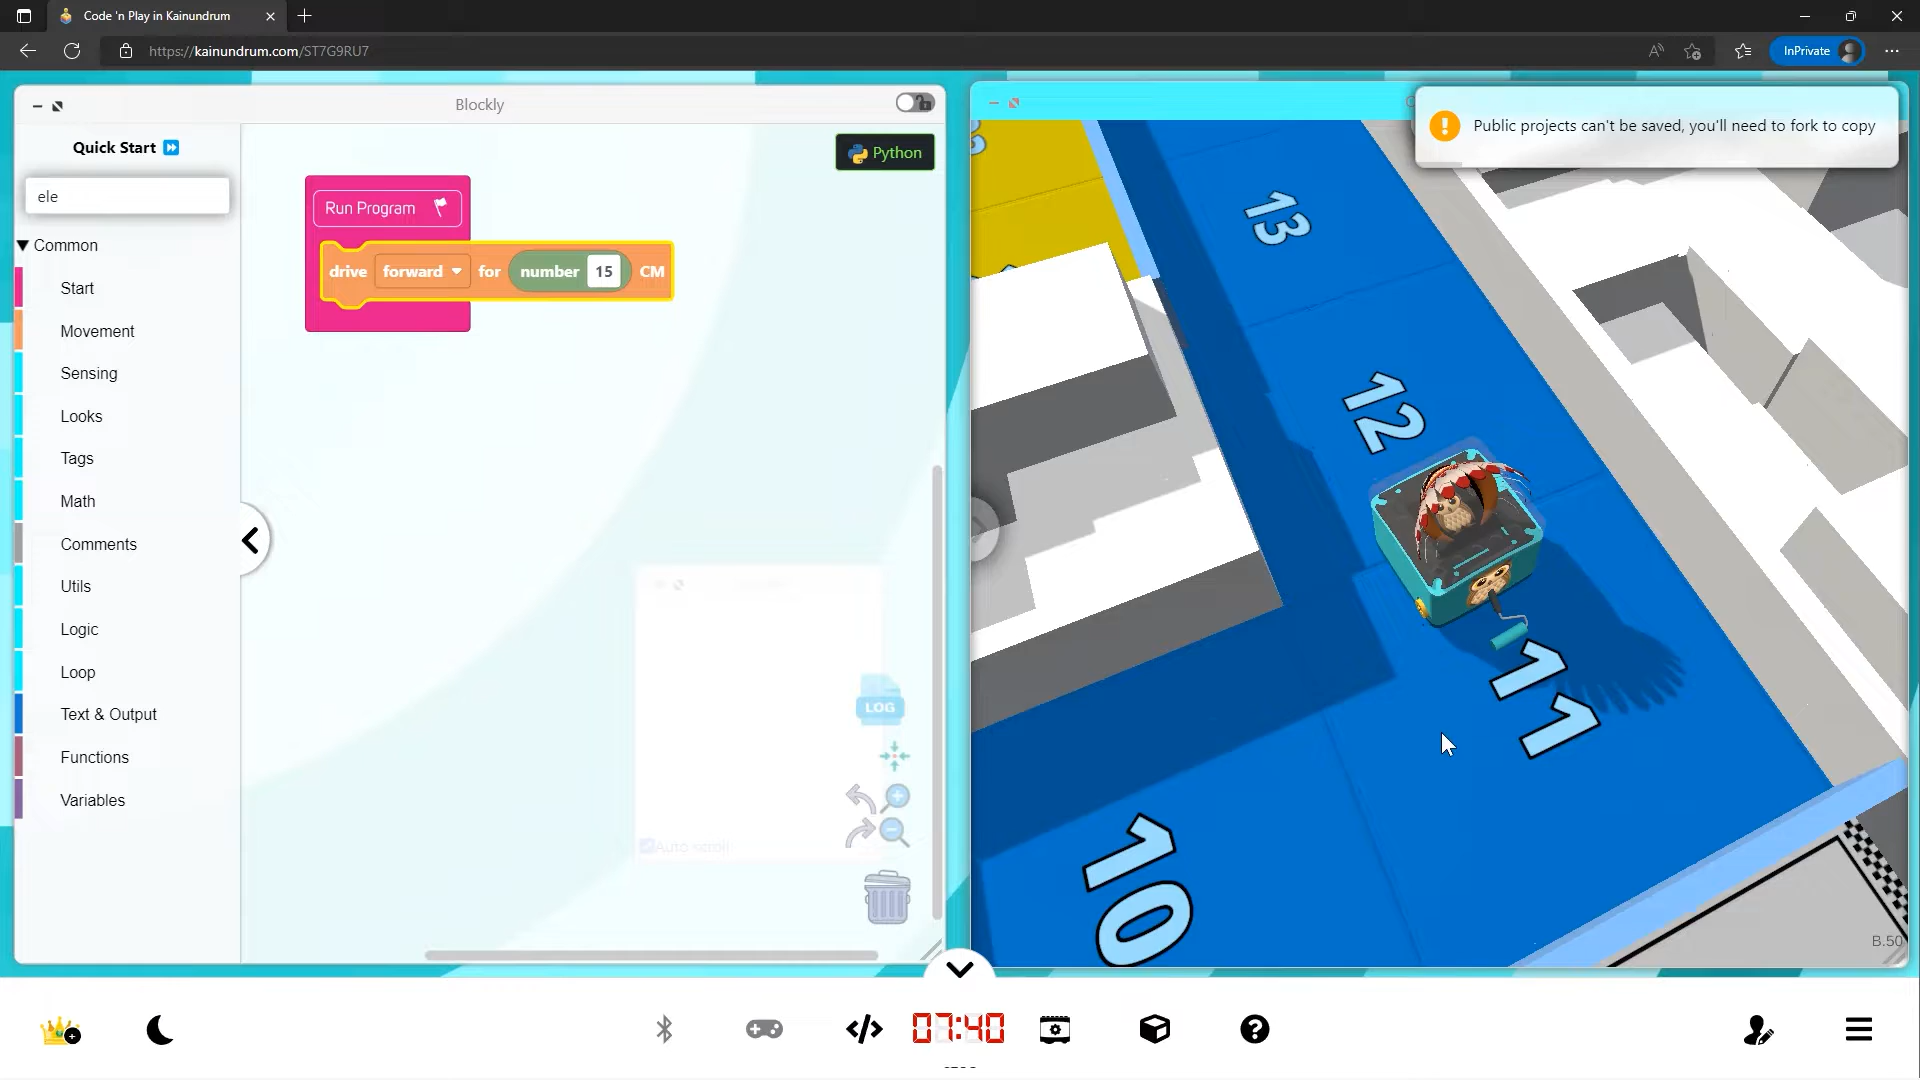 Code 'n Play in Kainundrum
https://kainundrum.com/ST7G9RU7
InPrivate
Blockly
Public projects can't be saved, you'll need to fork to copy
Quick Start
Python
ele
Run Program
drive forward for number 15 CM
Common
Start
Movement
Sensing
Looks
Tags
Math
Comments
Utils
Logic
Loop
Text & Output
Functions
Variables
LOG
Auto scroll
13
12
11
10
B.50
07:40